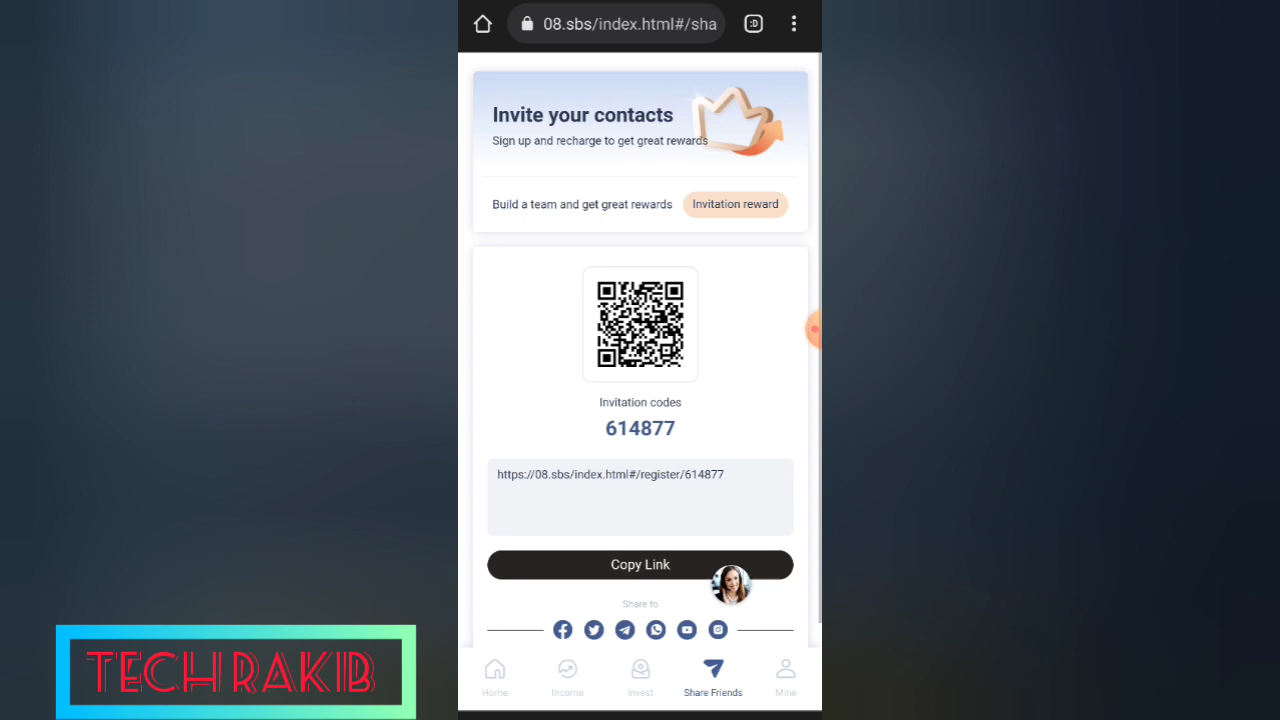 08.sbs/index.html#/sha
:D
Invite your contacts
Sign up and recharge to get great rewards
Build a team and get great rewards
Invitation reward
Invitation codes
614877
https://08.sbs/index.html#/register/614877
Copy Link
Share to
Home
Income
Invest
Share Friends
Mine
TECH RAKIB